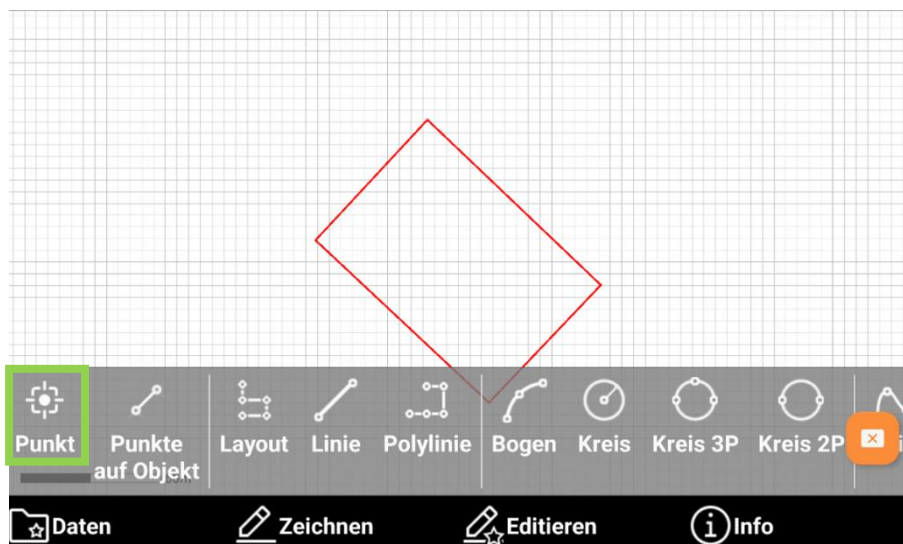 Punkt
Punkte
auf Objekt
Layout
Linie
Polylinie
Bogen
Kreis
Kreis 3P
Kreis 2P
Daten
Zeichnen
Editieren
Info